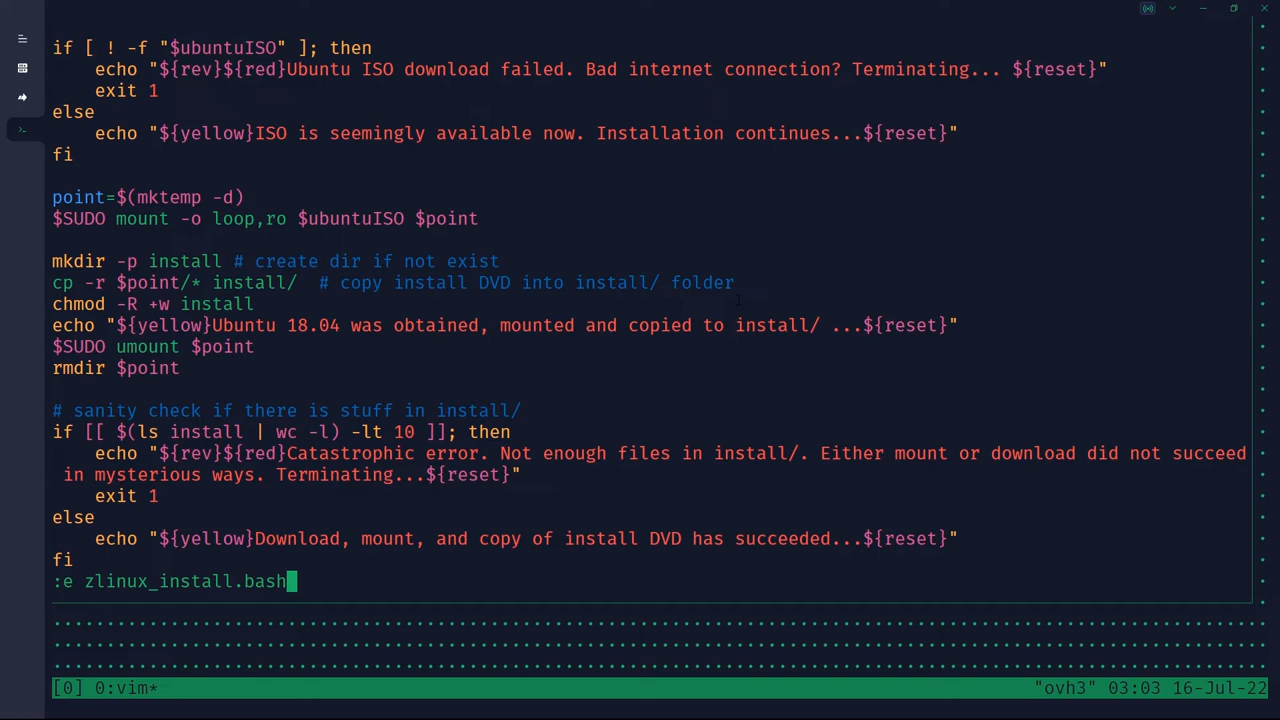 if [ ! -f "$ubuntuISO" ]; then
    echo "${rev}${red}Ubuntu ISO download failed. Bad internet connection? Terminating... ${reset}"
    exit 1
else
    echo "${yellow}ISO is seemingly available now. Installation continues...${reset}"
fi
point=$(mktemp -d)
$SUDO mount -o loop,ro $ubuntuISO $point
mkdir -p install # create dir if not exist
cp -r $point/* install/  # copy install DVD into install/ folder
chmod -R +w install
echo "${yellow}Ubuntu 18.04 was obtained, mounted and copied to install/ ...${reset}"
$SUDO umount $point
rmdir $point
# sanity check if there is stuff in install/
if [[ $(ls install | wc -l) -lt 10 ]]; then
    echo "${rev}${red}Catastrophic error. Not enough files in install/. Either mount or download did not succeed
 in mysterious ways. Terminating...${reset}"
    exit 1
else
    echo "${yellow}Download, mount, and copy of install DVD has succeeded...${reset}"
fi
:e zlinux_install.bash
[0] 0:vim* "ovh3" 03:03 16-Jul-22